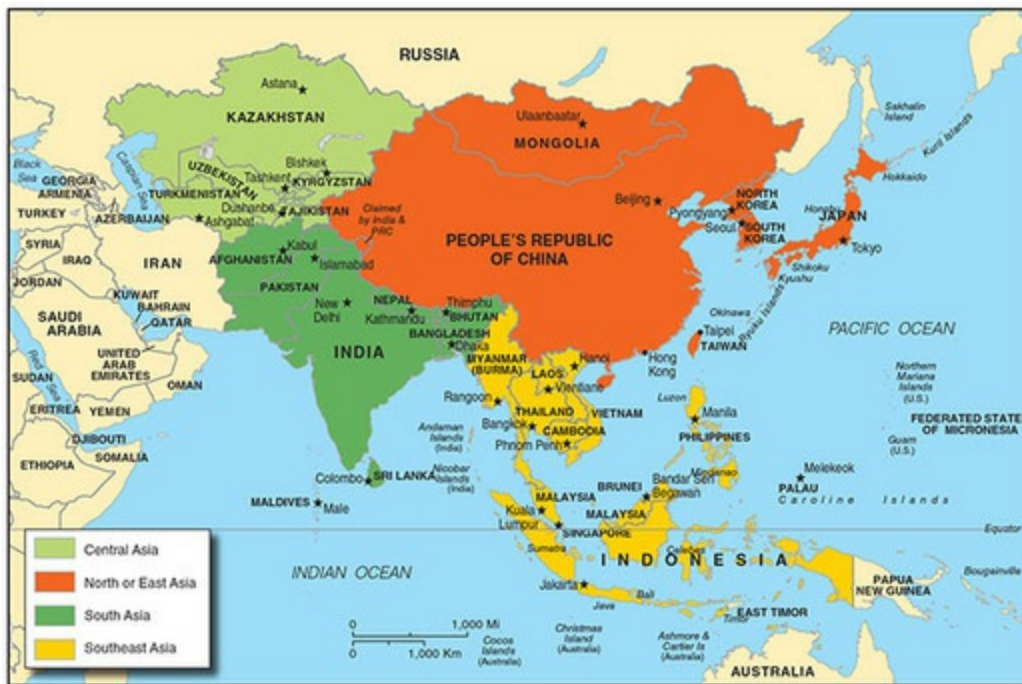 RUSSIA
Astana
KAZAKHSTAN
Ulaanbaatar
MONGOLIA
Sakhalin
Island
Kuril Islands
Hokkaido
Black
Sea
Caspian Sea
GEORGIA
ARMENIA
TURKEY
AZERBAIJAN
UZBEKISTAN
Bishkek
Tashkent
KYRGYZSTAN
TURKMENISTAN
Dushanbe
TAJIKISTAN
Ashgabat
Claimed
by India &
PRC
Beijing
NORTH
KOREA
Pyongyang
Seoul
SOUTH
KOREA
Honshu
JAPAN
Tokyo
Shikoku
Kyushu
SYRIA
IRAQ
IRAN
JORDAN
KUWAIT
BAHRAIN
QATAR
SAUDI
ARABIA
UNITED
ARAB
EMIRATES
OMAN
Red Sea
SUDAN
ERITREA
YEMEN
DJIBOUTI
ETHIOPIA
SOMALIA
Kabul
AFGHANISTAN
Islamabad
PAKISTAN
New
Delhi
NEPAL
Kathmandu
Thimphu
BHUTAN
BANGLADESH
Dhaka
INDIA
PEOPLE'S REPUBLIC
OF CHINA
Ryuku Islands
Okinawa
Taipei
TAIWAN
Hong
Kong
PACIFIC OCEAN
MYANMAR
(BURMA)
Hanoi
LAOS
Vientiane
Rangoon
THAILAND
VIETNAM
Bangkok
CAMBODIA
Phnom Penh
Luzon
Manila
PHILIPPINES
Mindanao
Northern
Mariana
Islands
(U.S.)
FEDERATED STATE
OF MICRONESIA
Guam
(U.S.)
Andaman
Islands
(India)
Nicobar
Islands
(India)
Colombo
SRI LANKA
MALDIVES
Male
Melekeok
PALAU
Caroline Islands
BRUNEI
Bandar Seri
Begawan
MALAYSIA
Kuala
Lumpur
MALAYSIA
SINGAPORE
Equator
Sumatra
INDONESIA
Celebes
Jakarta
Java
Bali
Timor
EAST TIMOR
PAPUA
NEW GUINEA
Bougainville
INDIAN OCEAN
Cocos
Islands
(Australia)
Christmas
Island
(Australia)
Ashmore &
Cartier Is
(Australia)
AUSTRALIA
Central Asia
North or East Asia
South Asia
Southeast Asia
0
1,000 Mi
0
1,000 Km